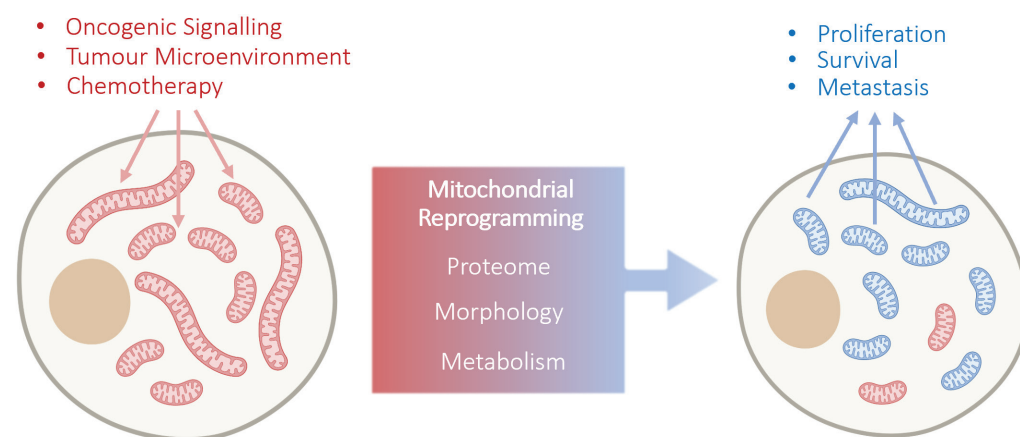 • Oncogenic Signalling
• Tumour Microenvironment
• Chemotherapy
Mitochondrial
Reprogramming
Proteome
Morphology
Metabolism
• Proliferation
• Survival
• Metastasis